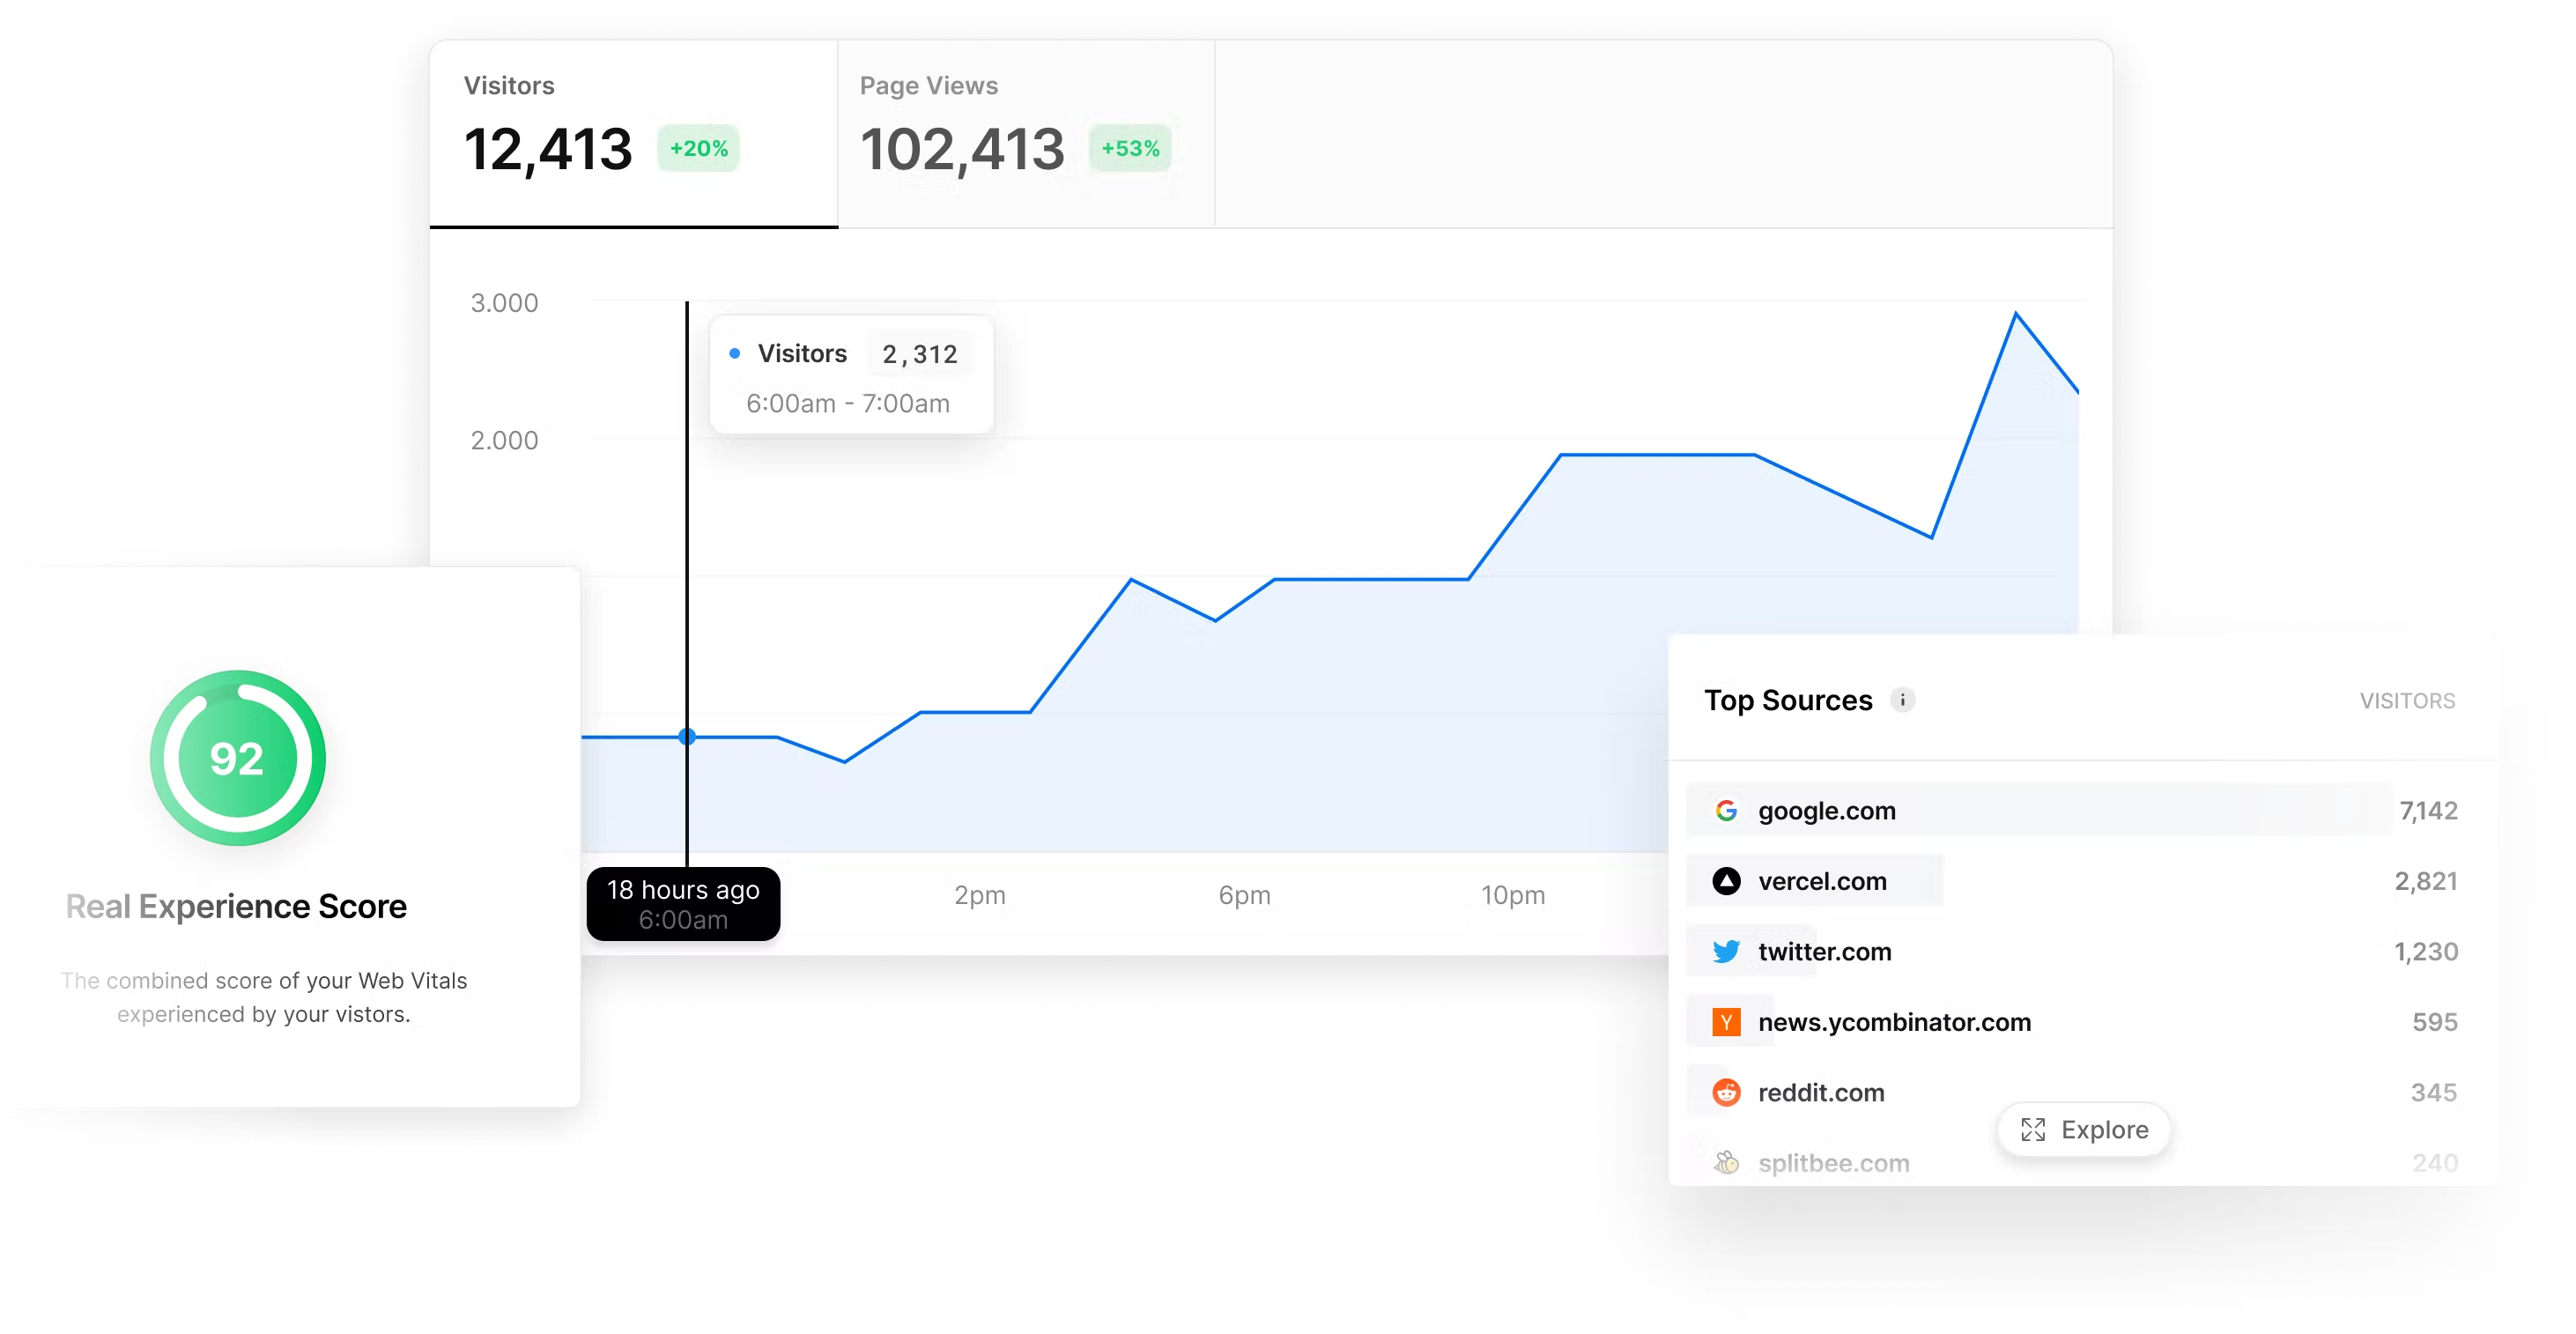 Visitors
12,413 +20%
Page Views
102,413 +53%
3.000
2.000
Visitors 2,312
6:00am - 7:00am
18 hours ago
6:00am
2pm
6pm
10pm
92
Real Experience Score
The combined score of your Web Vitals
experienced by your vistors.
Top Sources i VISITORS
google.com 7,142
vercel.com 2,821
twitter.com 1,230
Y news.ycombinator.com 595
reddit.com 345
Explore
splitbee.com 240